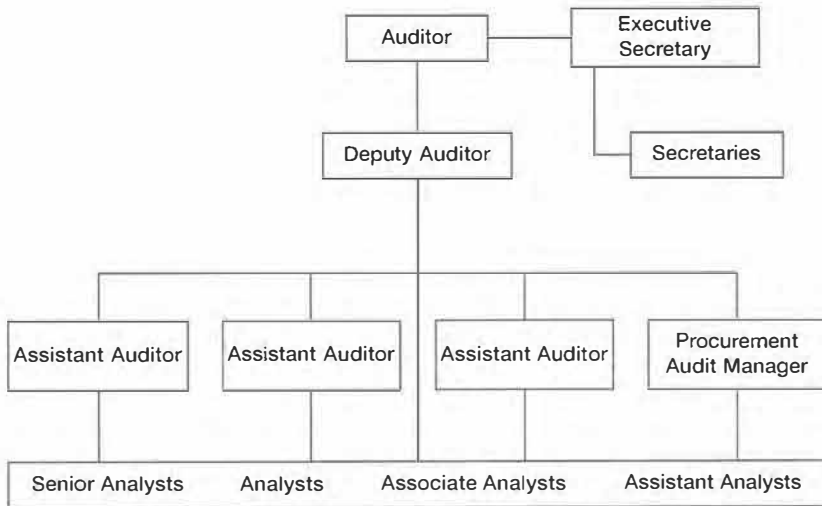 Auditor
Executive
Secretary
Deputy Auditor
Secretaries
Assistant Auditor
Assistant Auditor
Assistant Auditor
Procurement
Audit Manager
Senior Analysts
Analysts
Associate Analysts
Assistant Analysts